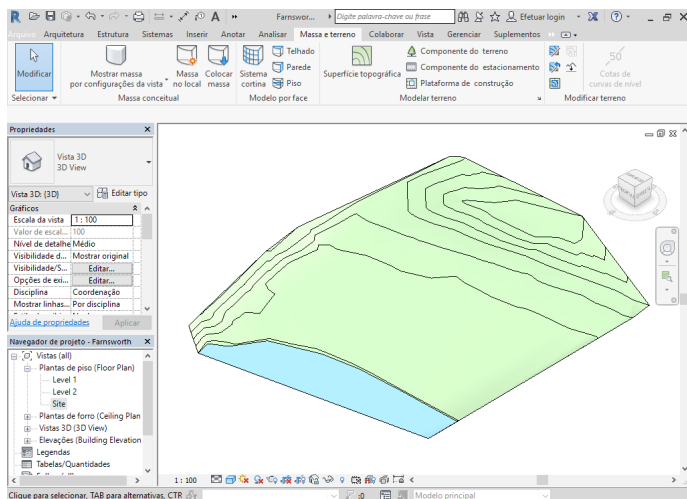 Farnswor... Digite palavra-chave ou frase Efetuar login
Arquivo Arquitetura Estrutura Sistemas Inserir Anotar Analisar Massa e terreno Colaborar Vista Gerenciar Suplementos
Modificar
Mostrar massa
por configurações da vista
Massa
no local
Colocar
massa
Sistema
cortina
Telhado
Parede
Piso
Superfície topográfica
Componente do terreno
Componente do estacionamento
Plataforma de construção
Cotas de
curvas de nível
Selecionar Massa conceitual Modelo por face Modelar terreno Modificar terreno
Propriedades
Vista 3D
3D View
Vista 3D: {3D} Editar tipo
Gráficos
Escala da vista 1 : 100
Valor de escal... 100
Nível de detalhe Médio
Visibilidade d... Mostrar original
Visibilidade/S... Editar...
Opções de exi... Editar...
Disciplina Coordenação
Mostrar linhas... Por disciplina
Ajuda de propriedades Aplicar
Navegador de projeto - Farnsworth
Vistas (all)
Plantas de piso (Floor Plan)
Level 1
Level 2
Site
Plantas de forro (Ceiling Plan
Vistas 3D (3D View)
Elevações (Building Elevation
Legendas
Tabelas/Quantidades
1 : 100
Clique para selecionar, TAB para alternativas, CTR :0 Modelo principal